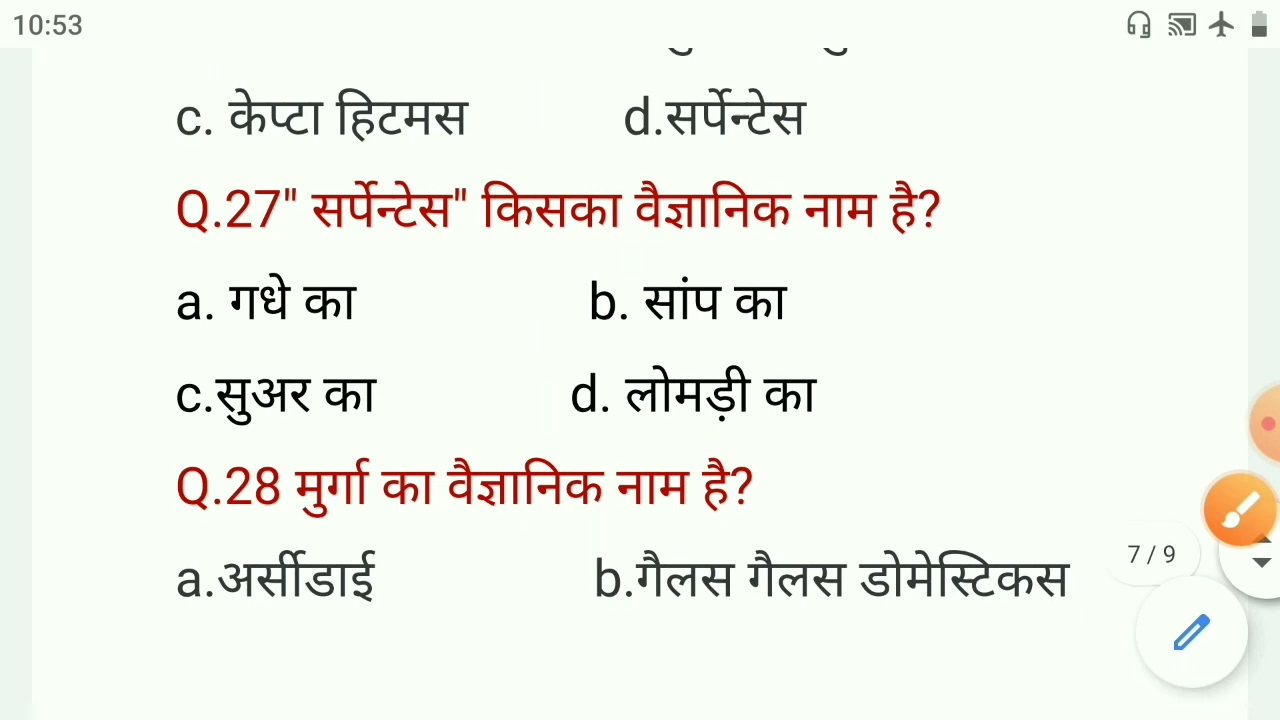 10:53
c. केप्टा हिटमस d.सर्पेन्टेस
Q.27" सर्पेन्टेस" किसका वैज्ञानिक नाम है?
a. गधे का b. सांप का
c.सुअर का d. लोमड़ी का
Q.28 मुर्गा का वैज्ञानिक नाम है?
a.अर्सीडाई b.गैलस गैलस डोमेस्टिकस
7 / 9